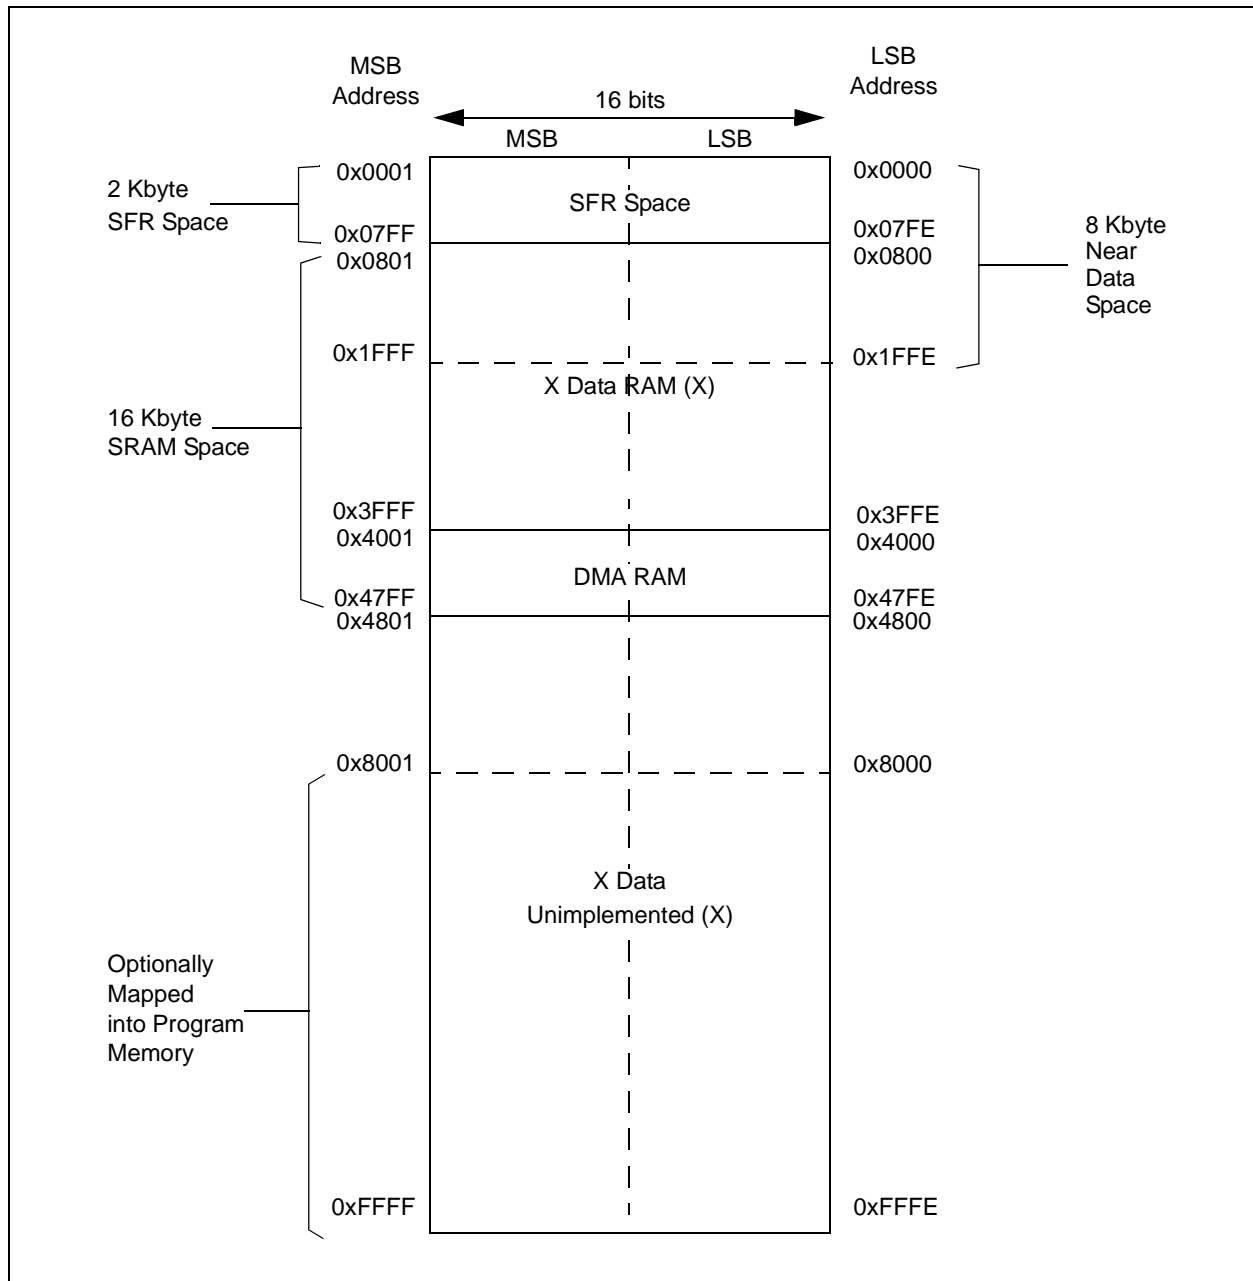 MSB
Address
LSB
Address
16 bits
MSB
LSB
0x0001
0x0000
2 Kbyte
SFR Space
SFR Space
0x07FF
0x07FE
0x0801
0x0800
8 Kbyte
Near
Data
Space
0x1FFF
0x1FFE
X Data RAM (X)
16 Kbyte
SRAM Space
0x3FFF
0x3FFE
0x4001
0x4000
DMA RAM
0x47FF
0x47FE
0x4801
0x4800
0x8001
0x8000
X Data
Unimplemented (X)
Optionally
Mapped
into Program
Memory
0xFFFF
0xFFFE